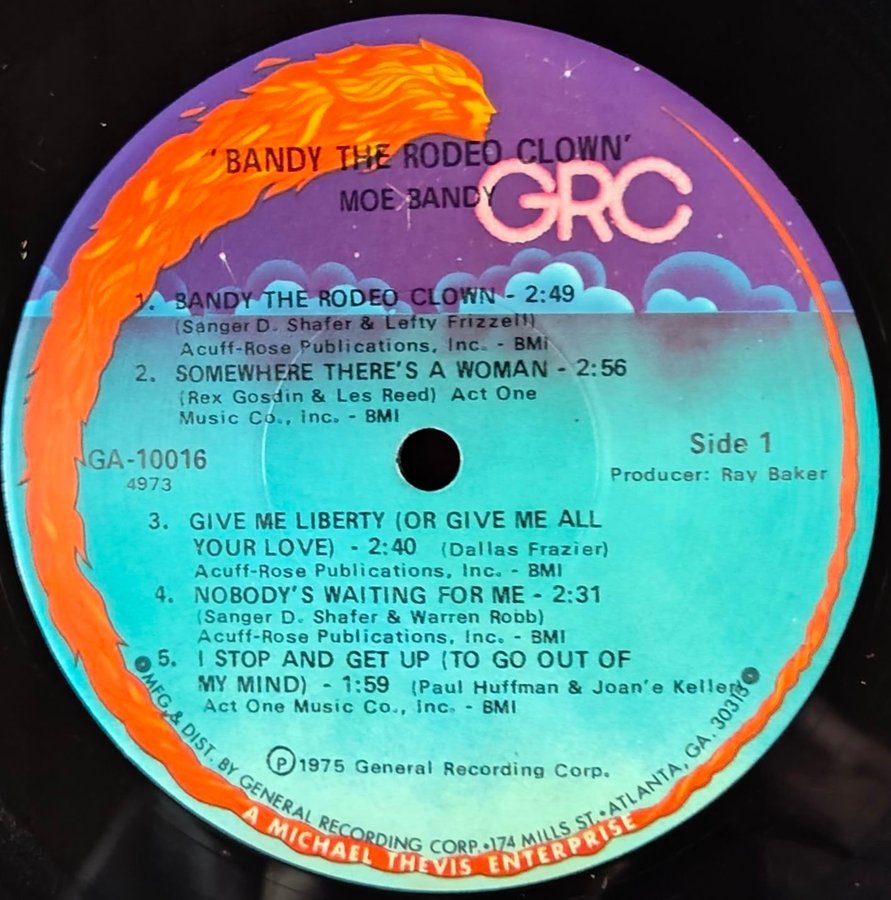 'BANDY THE RODEO CLOWN'
MOE BANDY
GRC
1. BANDY THE RODEO CLOWN - 2:49
(Sanger D. Shafer & Lefty Frizzell)
Acuff-Rose Publications, Inc. - BMI
2. SOMEWHERE THERE'S A WOMAN - 2:56
(Rex Gosdin & Les Reed) Act One
Music Co., Inc. - BMI
GA-10016
4973
Side 1
Producer: Ray Baker
3. GIVE ME LIBERTY (OR GIVE ME ALL
YOUR LOVE) - 2:40 (Dallas Frazier)
Acuff-Rose Publications, Inc. - BMI
4. NOBODY'S WAITING FOR ME - 2:31
(Sanger D. Shafer & Warren Robb)
Acuff-Rose Publications, Inc. - BMI
5. I STOP AND GET UP (TO GO OUT OF
MY MIND) - 1:59 (Paul Huffman & Joan'e Keller)
Act One Music Co., Inc. - BMI
Ⓟ1975 General Recording Corp.
MFG & DIST. BY GENERAL RECORDING CORP.•174 MILLS ST.•ATLANTA, GA. 30313
A MICHAEL THEVIS ENTERPRISE